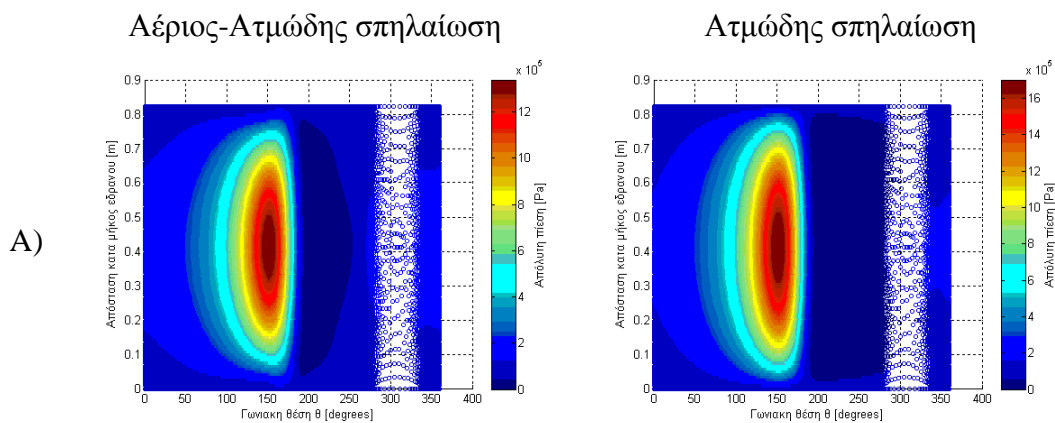 Αέριος-Ατμώδης σπηλαίωση
Ατμώδης σπηλαίωση
Α)
x 10^5
0.9
0.8
0.7
0.6
0.5
0.4
0.3
0.2
0.1
0
Απόσταση κατα μήκος εδρανου [m]
0 50 100 150 200 250 300 350 400
Γωνιακη θέση θ [degrees]
12
10
8
6
4
2
Απόλυτη πίεση [Pa]
x 10^5
0.9
0.8
0.7
0.6
0.5
0.4
0.3
0.2
0.1
0
Απόσταση κατα μήκος εδρανου [m]
0 50 100 150 200 250 300 350 400
Γωνιακη θέση θ [degrees]
16
14
12
10
8
6
4
2
0
Απόλυτη πίεση [Pa]